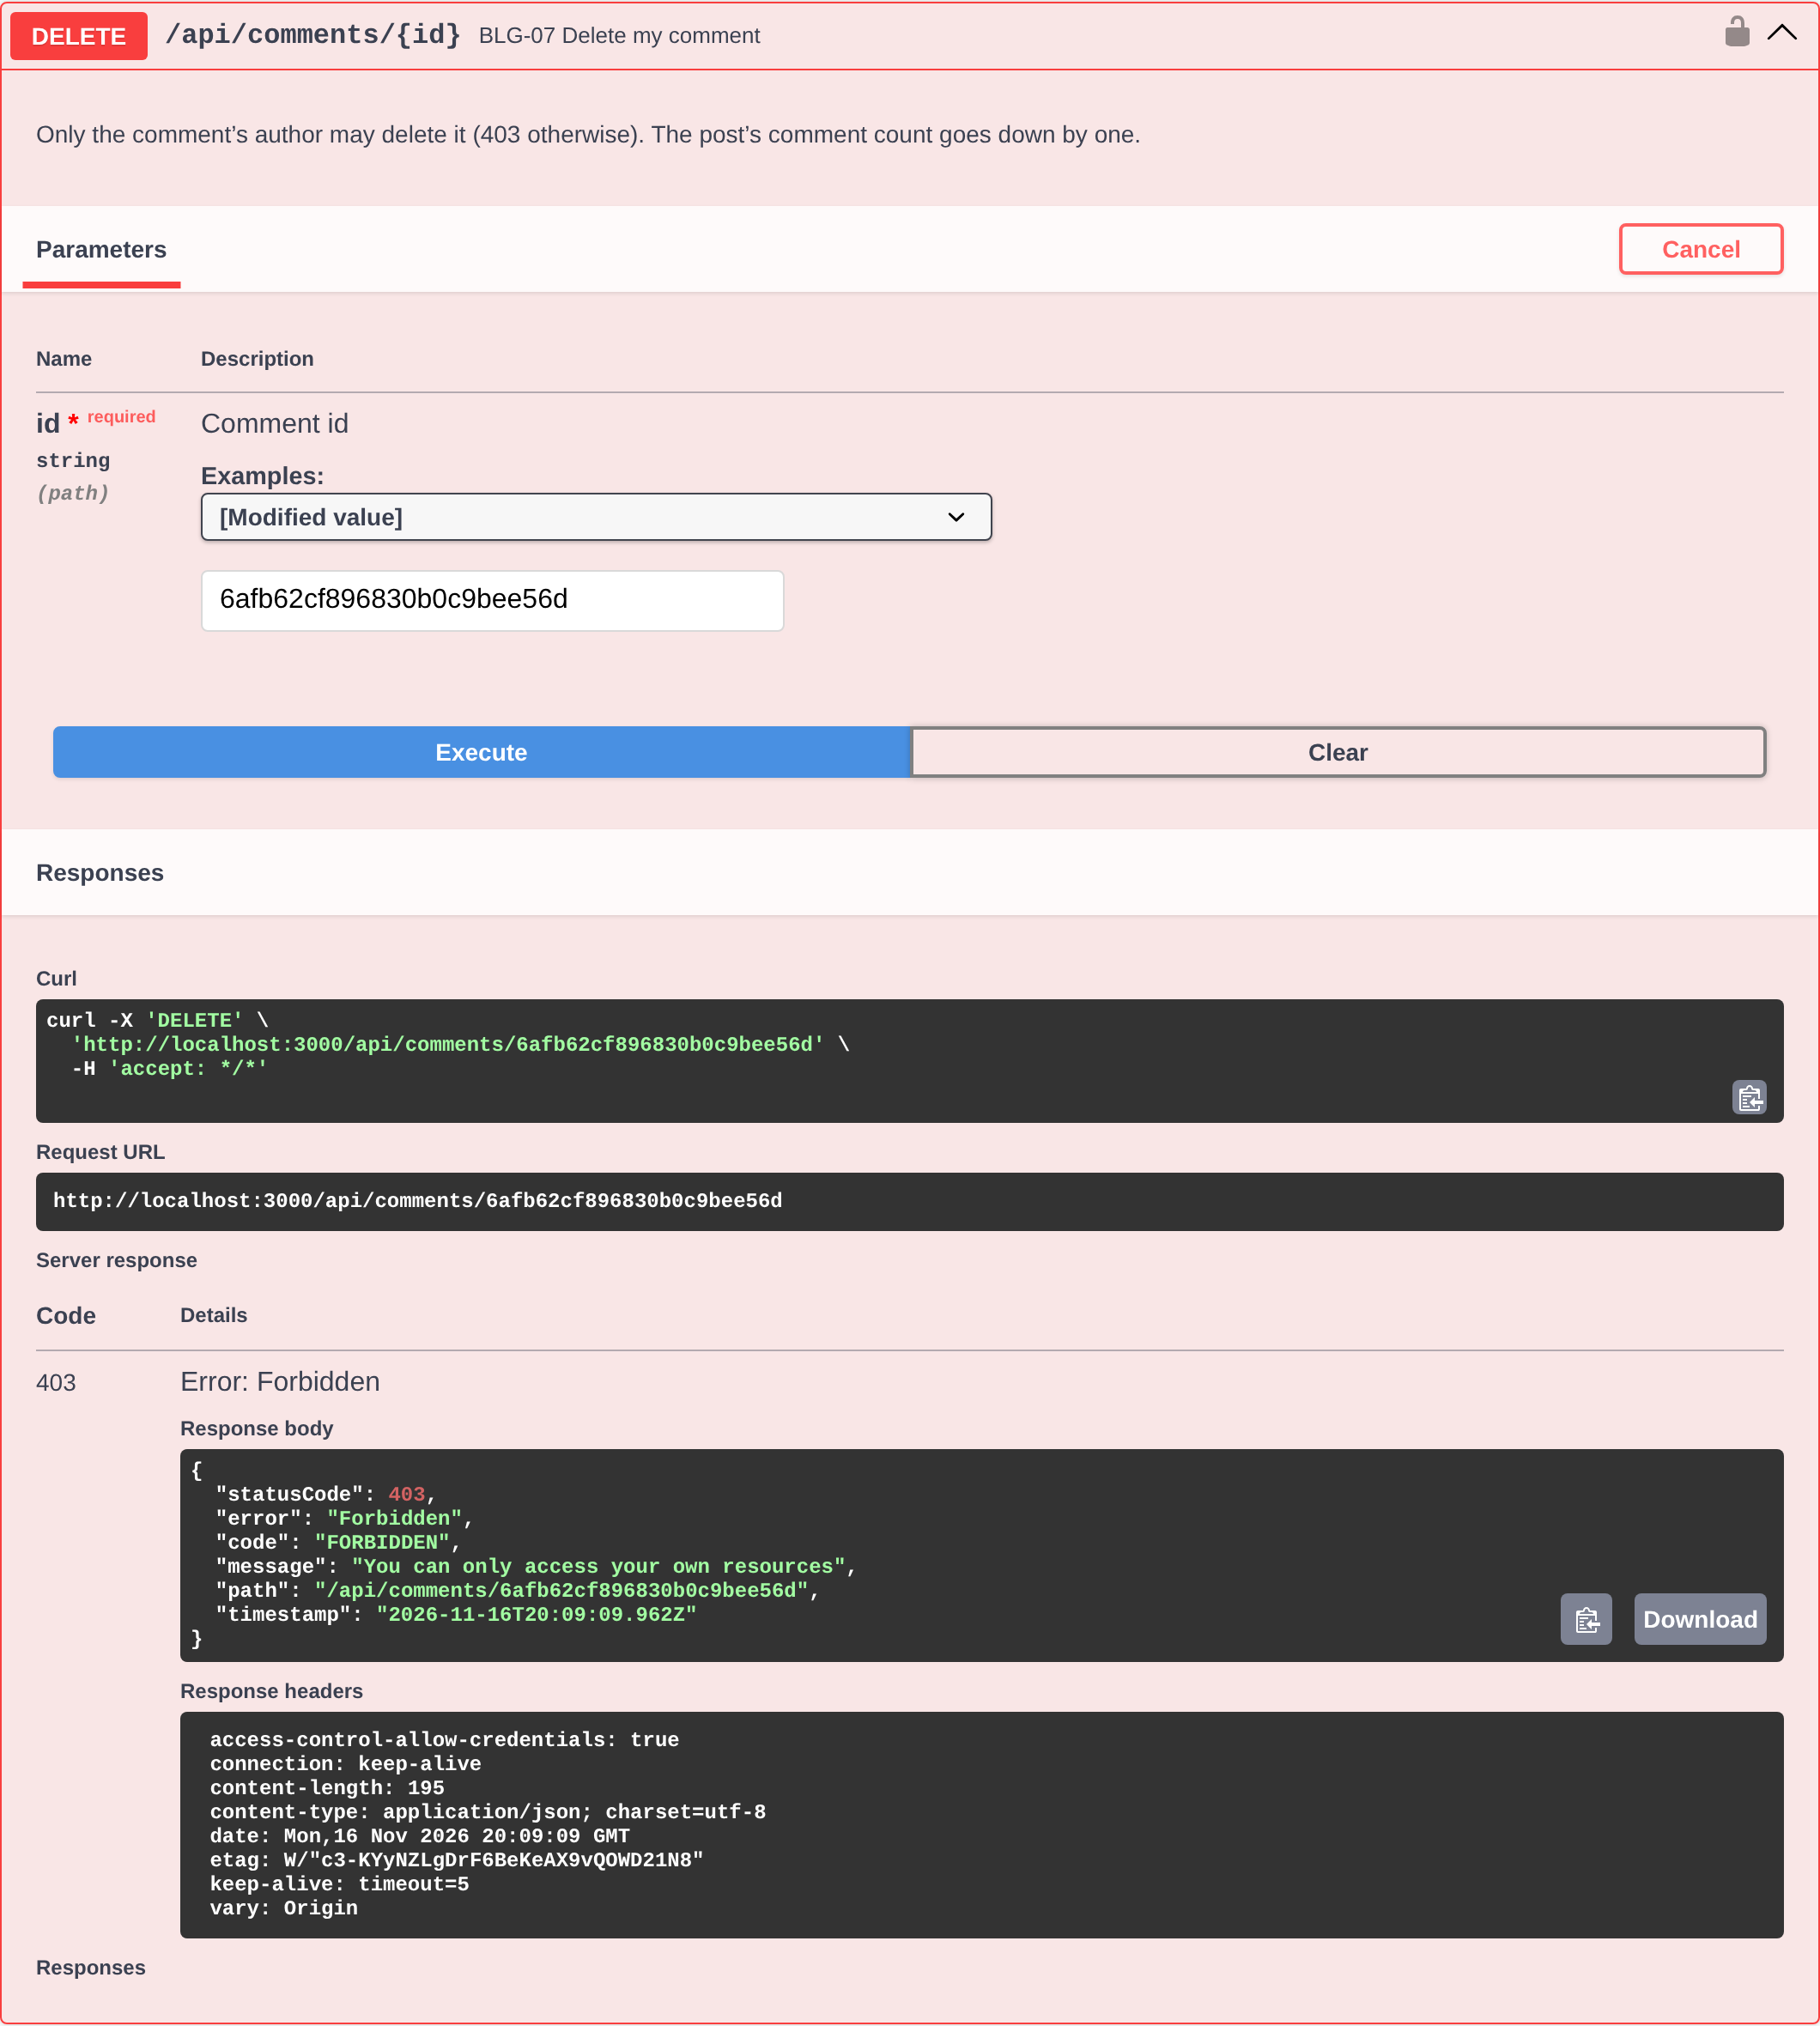 DELETE /api/comments/{id} BLG-07 Delete my comment
Only the comment’s author may delete it (403 otherwise). The post’s comment count goes down by one.
Parameters Cancel
Name Description
id * required Comment id
string
(path)
Examples:
[Modified value]
6afb62cf896830b0c9bee56d
Execute Clear
Responses
Curl
curl -X 'DELETE' \
'http://localhost:3000/api/comments/6afb62cf896830b0c9bee56d' \
-H 'accept: */*'
Request URL
http://localhost:3000/api/comments/6afb62cf896830b0c9bee56d
Server response
Code Details
403 Error: Forbidden
Response body
{
"statusCode": 403,
"error": "Forbidden",
"code": "FORBIDDEN",
"message": "You can only access your own resources",
"path": "/api/comments/6afb62cf896830b0c9bee56d",
"timestamp": "2026-11-16T20:09:09.962Z"
}
Download
Response headers
access-control-allow-credentials: true
connection: keep-alive
content-length: 195
content-type: application/json; charset=utf-8
date: Mon,16 Nov 2026 20:09:09 GMT
etag: W/"c3-KYyNZLgDrF6BeKeAX9vQOWD21N8"
keep-alive: timeout=5
vary: Origin
Responses